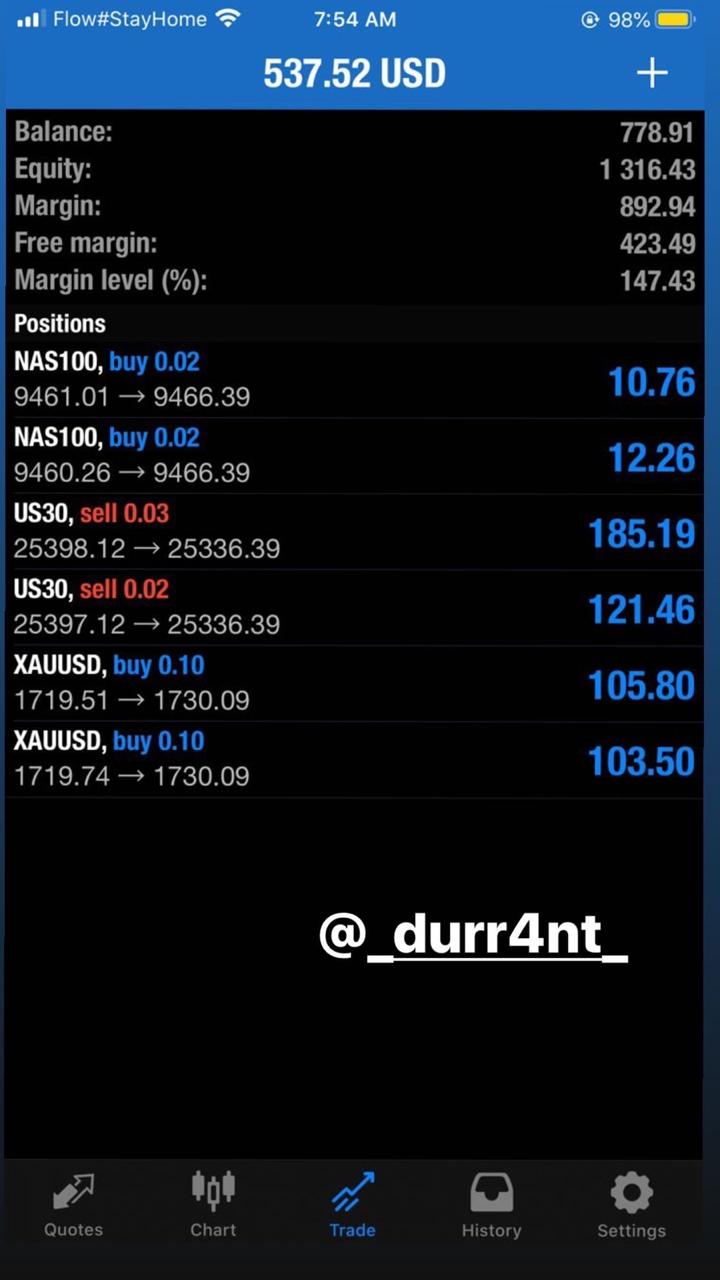 Flow#StayHome 7:54 AM 98%
537.52 USD +
Balance: 778.91
Equity: 1 316.43
Margin: 892.94
Free margin: 423.49
Margin level (%): 147.43
Positions
NAS100, buy 0.02
9461.01 → 9466.39 10.76
NAS100, buy 0.02
9460.26 → 9466.39 12.26
US30, sell 0.03
25398.12 → 25336.39 185.19
US30, sell 0.02
25397.12 → 25336.39 121.46
XAUUSD, buy 0.10
1719.51 → 1730.09 105.80
XAUUSD, buy 0.10
1719.74 → 1730.09 103.50
@_durr4nt_
Quotes Chart Trade History Settings